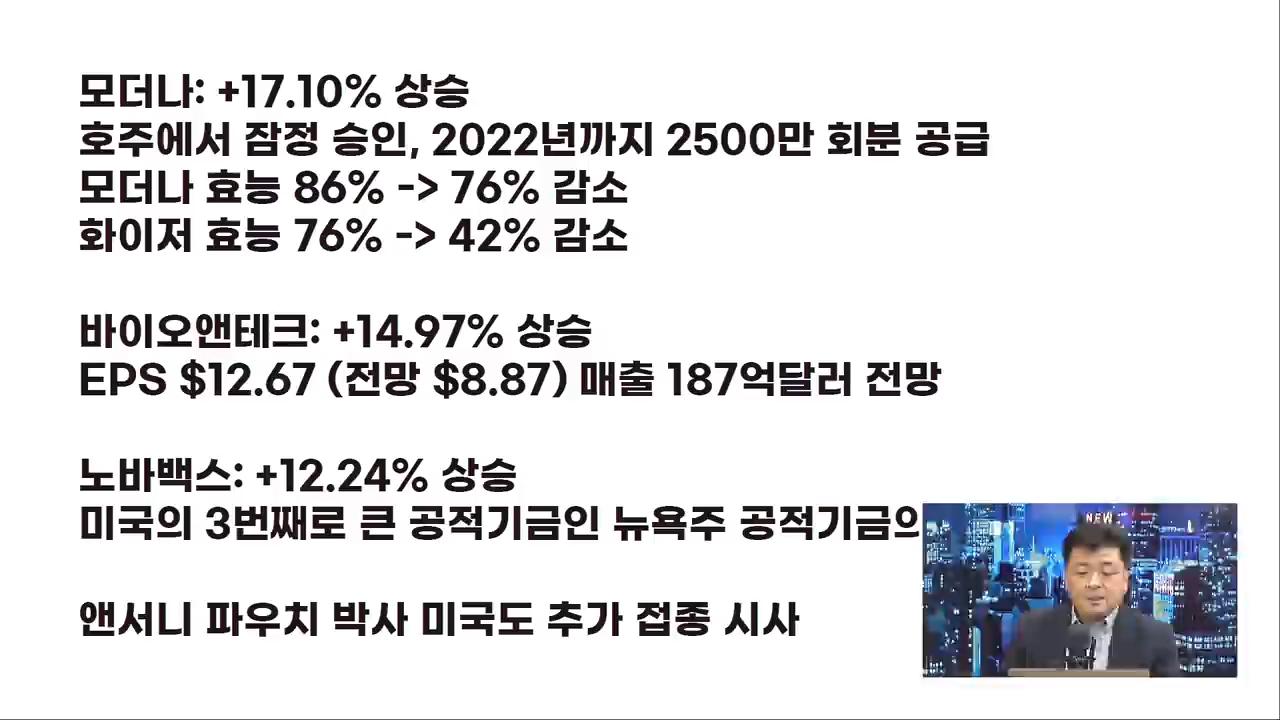 모더나: +17.10% 상승
호주에서 잠정 승인, 2022년까지 2500만 회분 공급
모더나 효능 86% -> 76% 감소
화이저 효능 76% -> 42% 감소
바이오앤테크: +14.97% 상승
EPS $12.67 (전망 $8.87) 매출 187억달러 전망
노바백스: +12.24% 상승
미국의 3번째로 큰 공적기금인 뉴욕주 공적기금의
NEW
앤서니 파우치 박사 미국도 추가 접종 시사